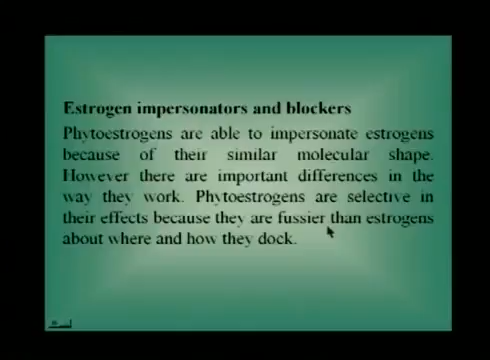 Estrogen impersonators and blockers
Phytoestrogens are able to impersonate estrogens
because of their similar molecular shape.
However there are important differences in the
way they work. Phytoestrogens are selective in
their effects because they are fussier than estrogens
about where and how they dock.